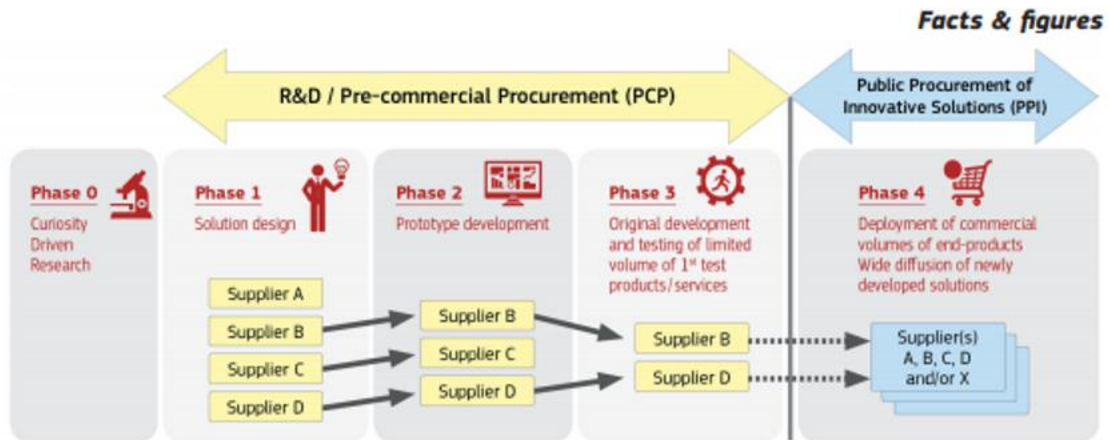 Facts & figures
R&D / Pre-commercial Procurement (PCP)
Public Procurement of
Innovative Solutions (PPI)
Phase 0
Curiosity
Driven
Research
Phase 1
Solution design
Supplier A
Supplier B
Supplier C
Supplier D
Phase 2
Prototype development
Supplier B
Supplier C
Supplier D
Phase 3
Original development
and testing of limited
volume of 1st test
products/services
Supplier B
Supplier D
Phase 4
Deployment of commercial
volumes of end-products
Wide diffusion of newly
developed solutions
Supplier(s)
A, B, C, D
and/or X